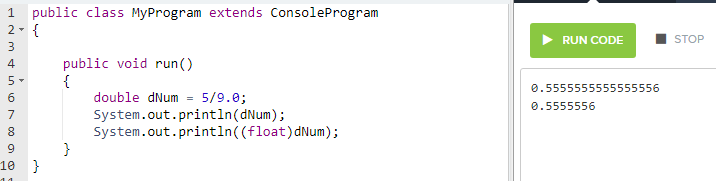 1 public class MyProgram extends ConsoleProgram
2 {
3
4 public void run()
5 {
6 double dNum = 5/9.0;
7 System.out.println(dNum);
8 System.out.println((float)dNum);
9 }
10 }
RUN CODE STOP
0.5555555555555556
0.5555556